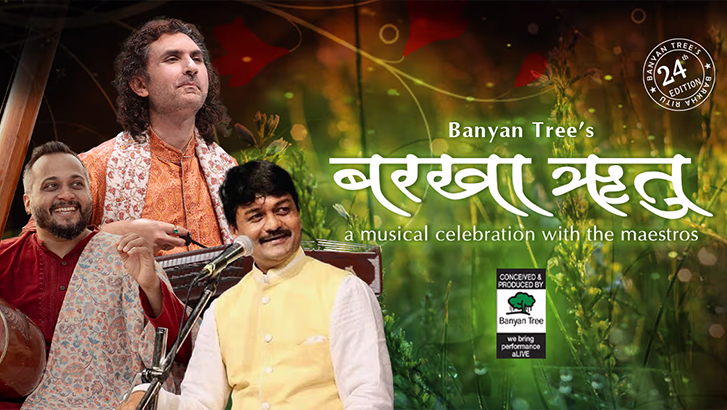 Banyan Tree's
बरखा ऋतु
a musical celebration with the maestros
BANYAN TREE'S
24th
EDITION
BARKHA RITU
CONCEIVED &
PRODUCED BY
Banyan Tree
we bring
performance
aLIVE